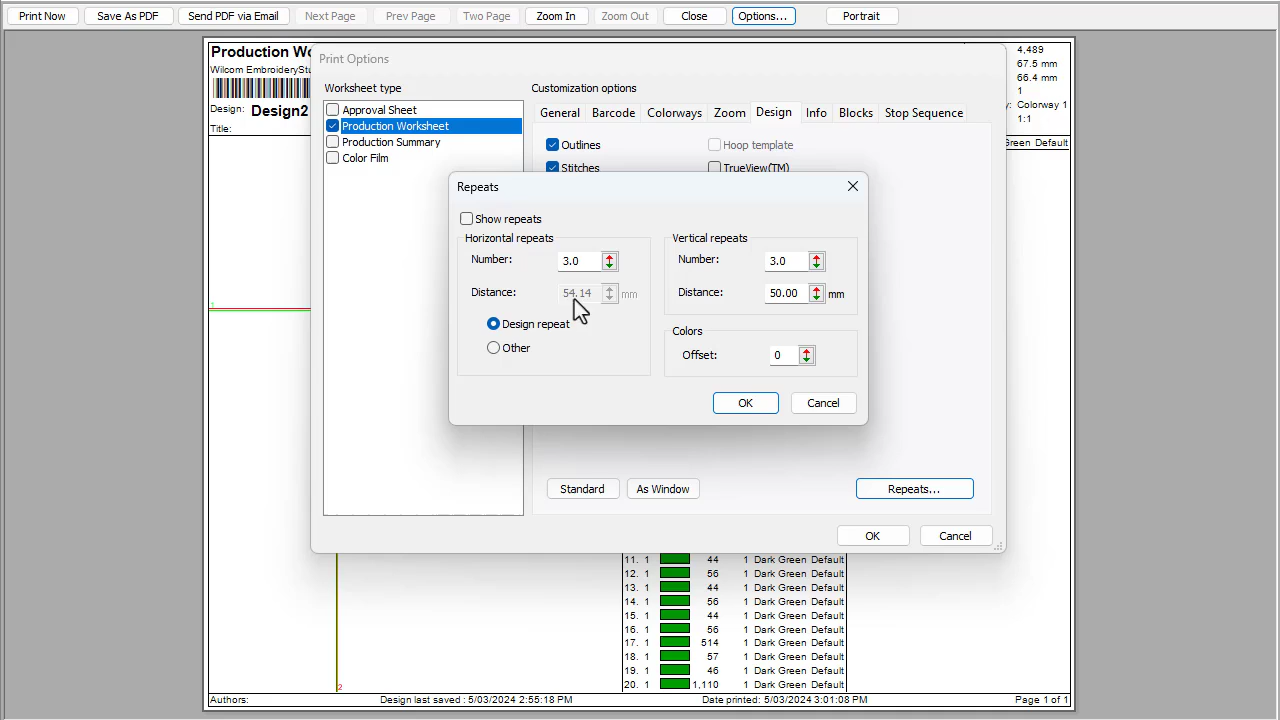 Print Now Save As PDF Send PDF via Email Next Page Prev Page Two Page Zoom In Zoom Out Close Options... Portrait
Production Wo
Wilcom EmbroideryStu
Design: Design2
Title:
4,489
67.5 mm
66.4 mm
1
Colorway 1
1:1
Green Default
1
Print Options
Worksheet type
Approval Sheet
Production Worksheet
Production Summary
Color Film
Customization options
General Barcode Colorways Zoom Design Info Blocks Stop Sequence
Outlines Hoop template
Stitches TrueView(TM)
Repeats
Show repeats
Horizontal repeats
Number: 3.0
Distance: 54.14 mm
Design repeat
Other
Vertical repeats
Number: 3.0
Distance: 50.00 mm
Colors
Offset: 0
OK Cancel
Standard As Window Repeats...
OK Cancel
11. 1 44 1 Dark Green Default
12. 1 56 1 Dark Green Default
13. 1 44 1 Dark Green Default
14. 1 56 1 Dark Green Default
15. 1 44 1 Dark Green Default
16. 1 56 1 Dark Green Default
17. 1 514 1 Dark Green Default
18. 1 57 1 Dark Green Default
19. 1 46 1 Dark Green Default
20. 1 1,110 1 Dark Green Default
2
Authors: Design last saved : 5/03/2024 2:55:18 PM Date printed: 5/03/2024 3:01:08 PM Page 1 of 1